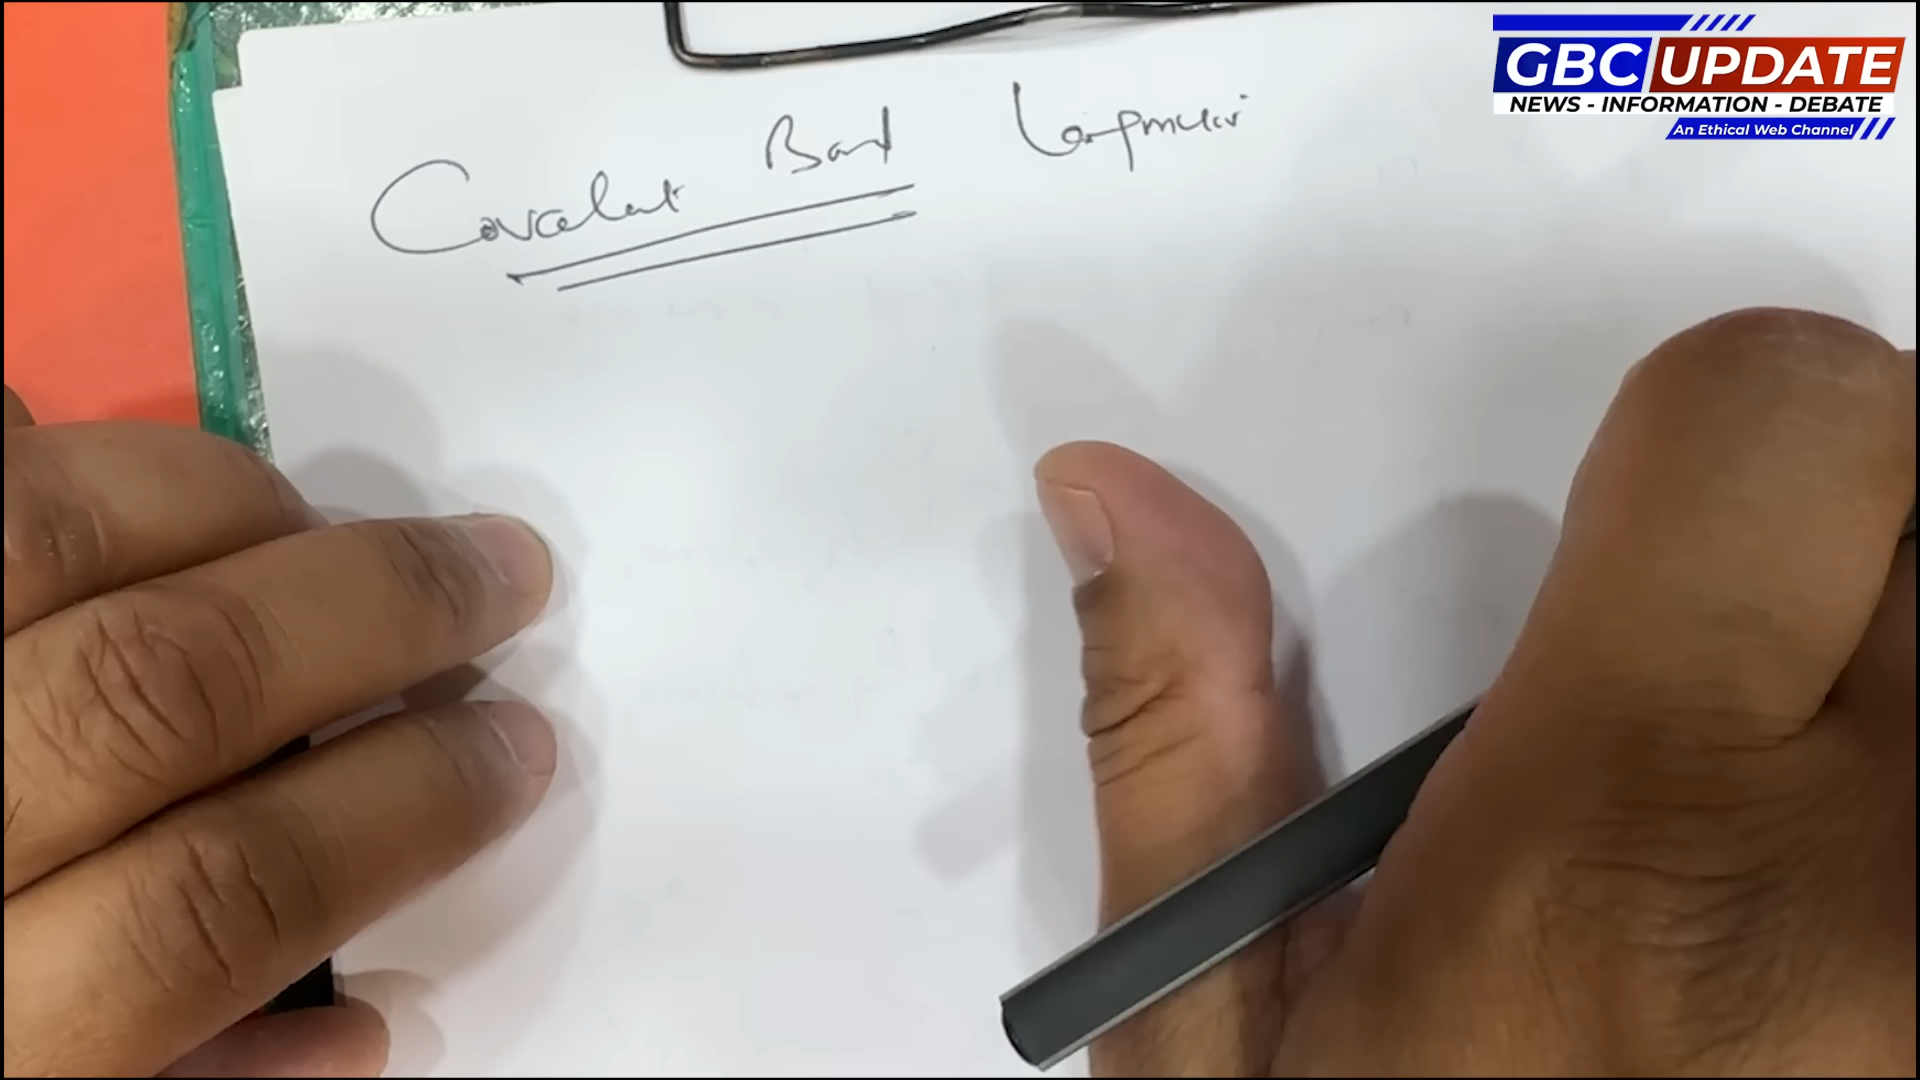 Covalent Bond
GBC UPDATE
NEWS - INFORMATION - DEBATE
An Ethical Web Channel